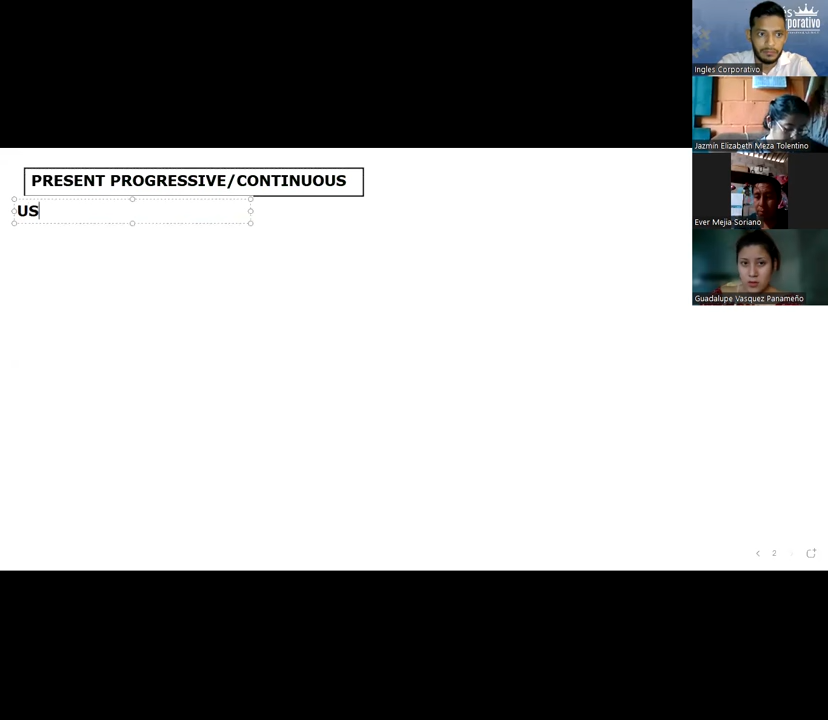 PRESENT PROGRESSIVE/CONTINUOUS
US
Ingles Corporativo
Jazmin Elizabeth Meza Tolentino
Ever Mejia Soriano
Guadalupe Vasquez Panameño
2